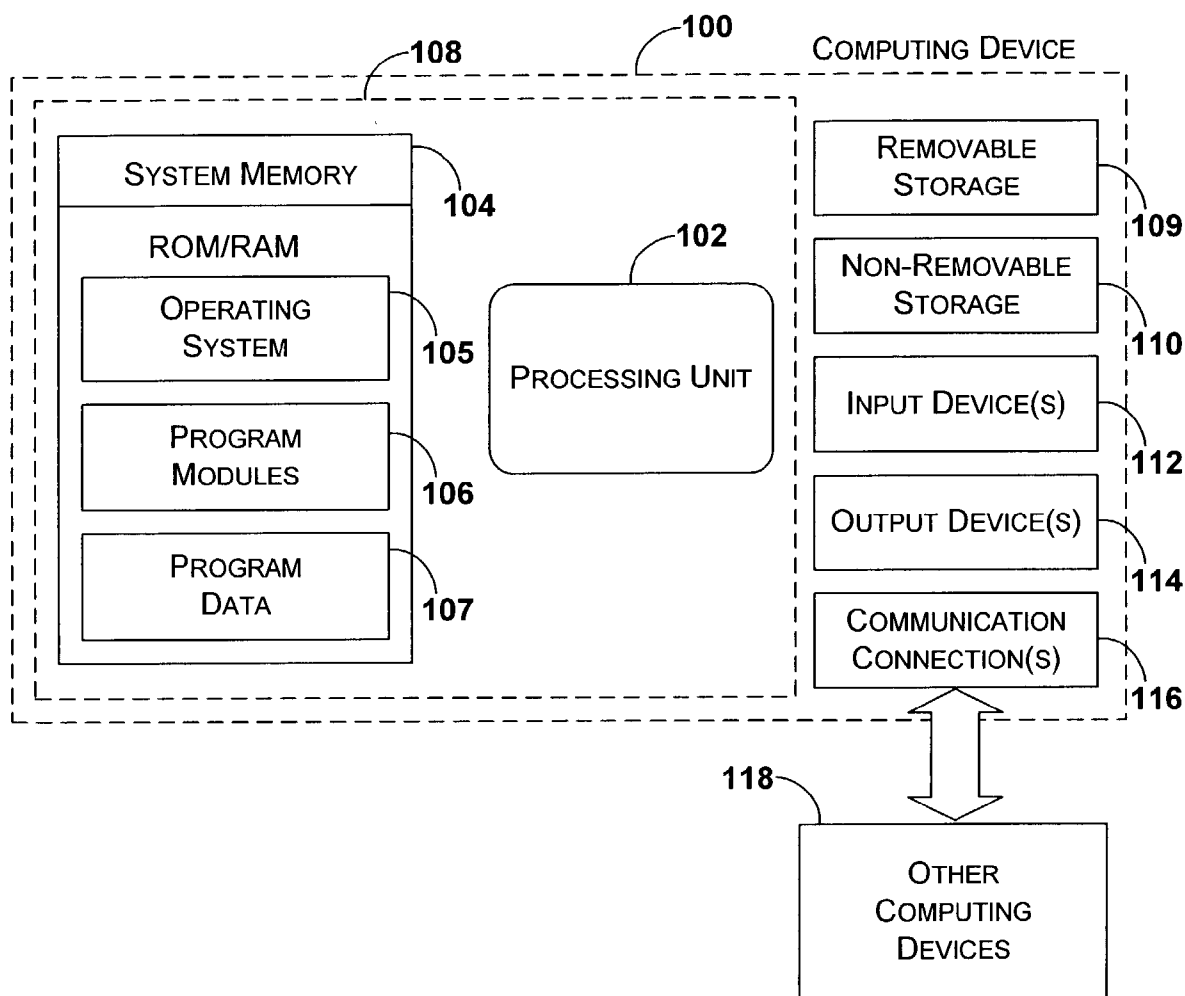 100
COMPUTING DEVICE
108
SYSTEM MEMORY
104
ROM/RAM
OPERATING
SYSTEM
105
PROGRAM
MODULES
106
PROGRAM
DATA
107
102
PROCESSING UNIT
REMOVABLE
STORAGE
109
NON-REMOVABLE
STORAGE
110
INPUT DEVICE(S)
112
OUTPUT DEVICE(S)
114
COMMUNICATION
CONNECTION(S)
116
118
OTHER
COMPUTING
DEVICES